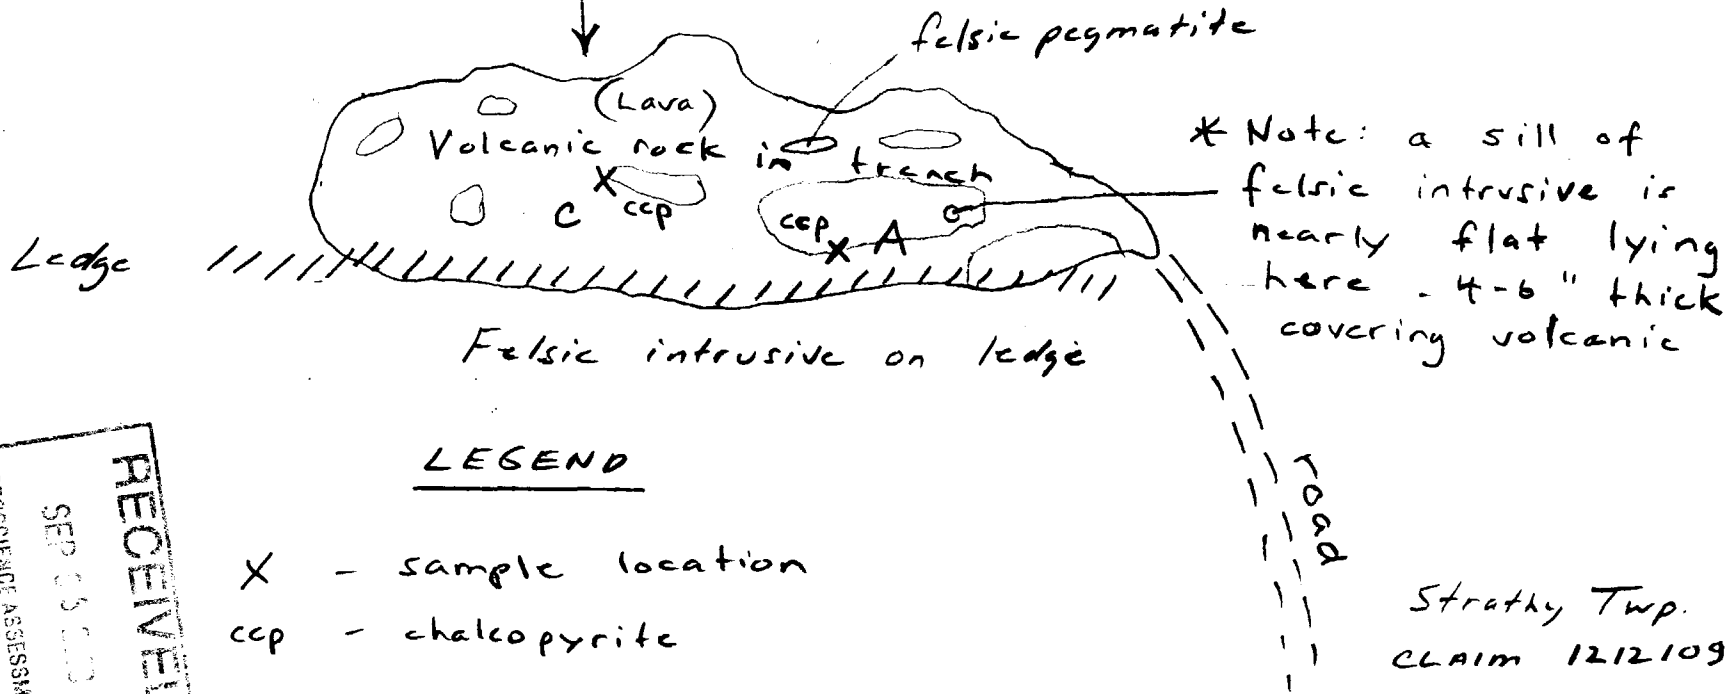 felsic pegmatite
(Lava)
Volcanic rock in trench
X
C ccp
ccp
X A
* Note: a sill of
felsic intrusive is
nearly flat lying
here - 4-6" thick
covering volcanic
Ledge
Felsic intrusive on ledge
road
LEGEND
X - sample location
ccp - chalcopyrite
RECEIVE
SEP
Strathy Twp.
CLAIM 1212109